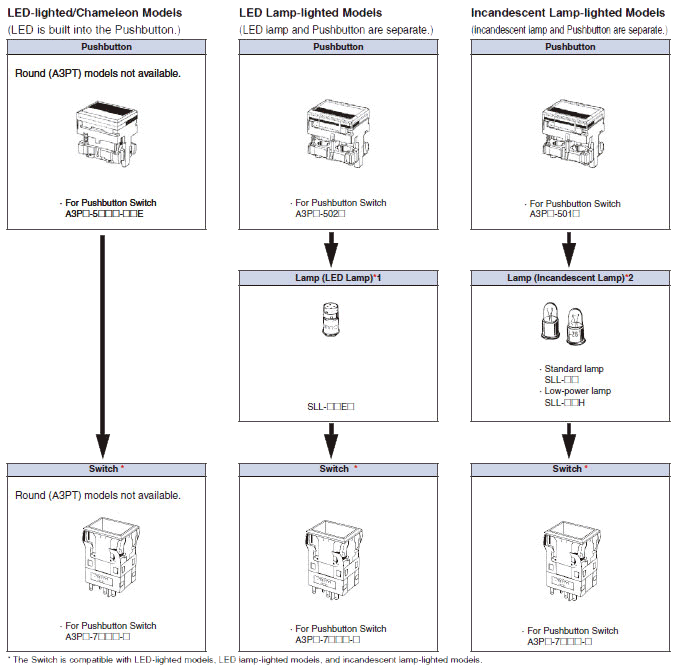 LED-lighted/Chameleon Models
(LED is built into the Pushbutton.)
Pushbutton
Round (A3PT) models not available.
· For Pushbutton Switch
A3P□-5□□□-□□E
Switch *
Round (A3PT) models not available.
· For Pushbutton Switch
A3P□-7□□□-□
LED Lamp-lighted Models
(LED lamp and Pushbutton are separate.)
Pushbutton
· For Pushbutton Switch
A3P□-502□
Lamp (LED Lamp)*1
SLL-□□E□
Switch *
· For Pushbutton Switch
A3P□-7□□□-□
Incandescent Lamp-lighted Models
(Incandescent lamp and Pushbutton are separate.)
Pushbutton
· For Pushbutton Switch
A3P□-501□
Lamp (Incandescent Lamp)*2
· Standard lamp
SLL-□□
· Low-power lamp
SLL-□□H
Switch *
· For Pushbutton Switch
A3P□-7□□□-□
* The Switch is compatible with LED-lighted models, LED lamp-lighted models, and incandescent lamp-lighted models.